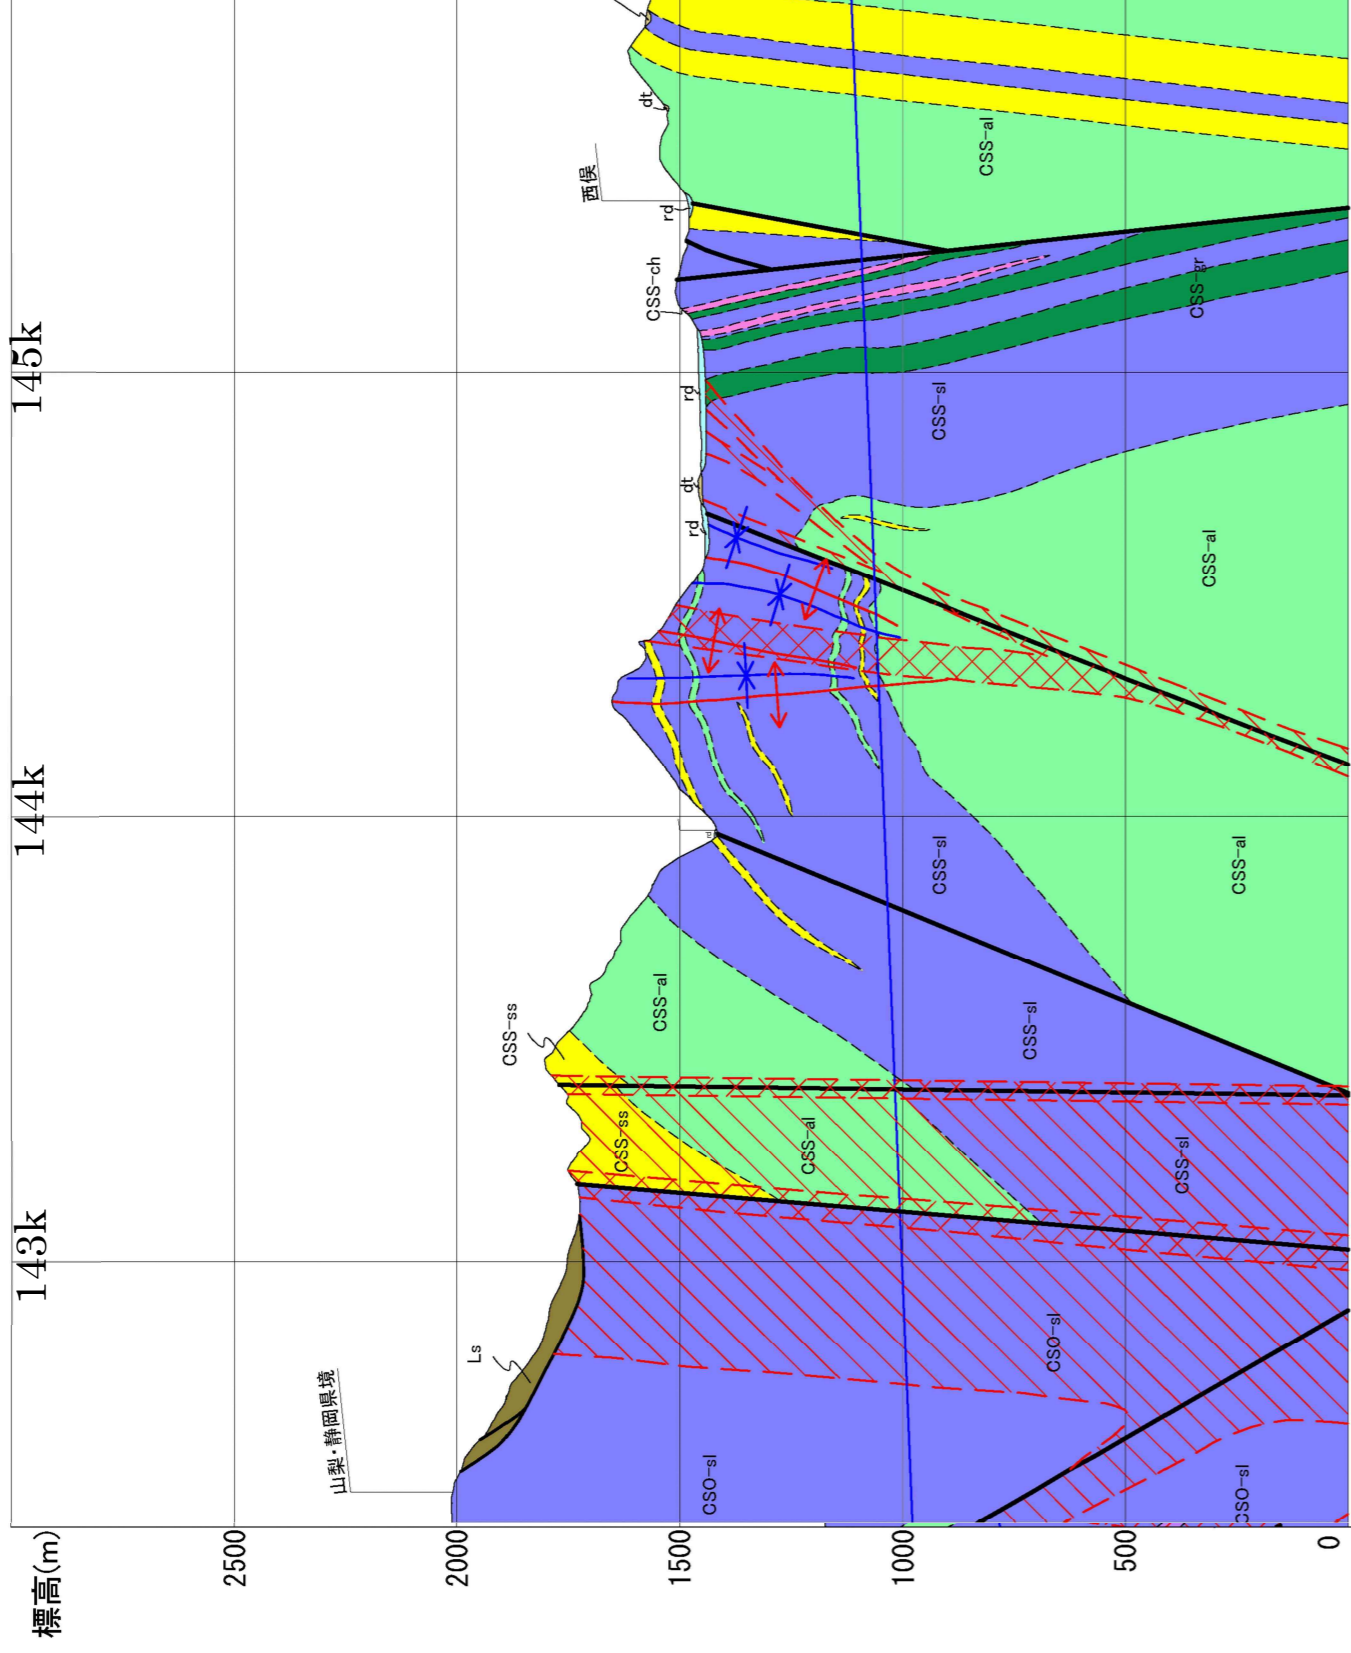 標高(m)
2500
2000
1500
1000
500
0
143k
144k
145k
山梨・静岡県境
Ls
CSO-sl
CSO-sl
CSO-sl
CSS-ss
CSS-ss
CSS-al
CSS-al
CSS-sl
CSS-sl
CSS-sl
CSS-al
CSS-al
CSS-sl
rd
dt
rd
CSS-ch
CSS-gr
rd
西俣
CSS-al
dt